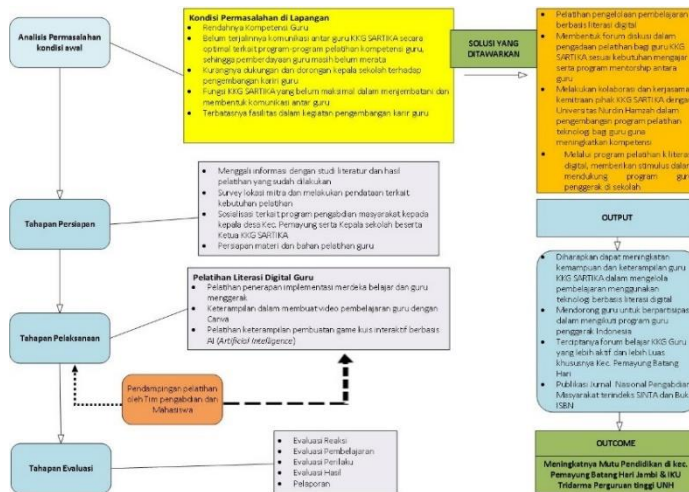 Analisis Permasalahan
kondisi awal
Kondisi Permasalahan di Lapangan
Rendahnya Kompetensi Guru
Belum terjalinnya komunikasi antar guru KKG SARTIKA secara
optimal terkait program-program pelatihan kompetensi guru,
sehingga pemberdayaan guru masih belum merata
Kurangnya dukungan dan dorongan kepala sekolah terhadap
pengembangan kariri guru
Fungsi KKG SARTIKA yang belum maksimal dalam menjembatani dan
membentuk komunikasi antar guru
Terbatasnya fasilitas dalam kegiatan pengembangan karir guru
SOLUSI YANG
DITAWARKAN
Pelatihan pengelolaan pembelajaran
berbasis literasi digital
Membentuk forum diskusi dalam
pengadaan pelatihan bagi guru KKG
SARTIKA sesuai kebutuhan mengajar
serta program mentorship antara
guru
Melakukan kolaborasi dan kerjasama
kemitraan pihak KKG SARTIKA dengan
Universitas Nurdin Hamzah dalam
pengembangan program pelatihan
teknologi bagi guru guna
meningkatkan kompetensi
Melalui program pelatihan k literasi
digital, memberikan stimulus dalam
mendukung program guru
penggerak di sekolah.
Tahapan Persiapan
Menggali informasi dengan studi literatur dan hasil
pelatihan yang sudah dilakukan
Survey lokasi mitra dan melakukan pendataan terkait
kebutuhan pelatihan
Sosialisasi terkait program pengabdian masyarakat kepada
kepala desa Kec. Pemayung serta Kepala sekolah beserta
Ketua KKG SARTIKA
Persiapan materi dan bahan pelatihan guru
OUTPUT
Tahapan Pelaksanaan
Pelatihan Literasi Digital Guru
Pelatihan penerapan implementasi merdeka belajar dan guru
menggerak
Keterampilan dalam membuat video pembelajaran guru dengan
Canva
Pelatihan keterampilan pembuatan game kuis interaktif berbasis
AI (Artificial Intelligence)
Diharapkan dapat meningkatan
kemampuan dan keterampilan guru
KKG SARTIKA dalam mengelola
pembelajaran menggunakan
teknologi berbasis literasi digital
Mendorong guru untuk berpartisipasi
dalam mengikuti program guru
penggerak Indonesia
Terciptanya forum belajar KKG Guru
yang lebih aktif dan lebih Luas
khususnya Kec. Pemayung Batang
Hari
Publikasi Jurnal Nasional Pengabdian
Masyarakat terindeks SINTA dan Buku
ISBN
Pendampingan pelatihan
oleh Tim pengabdian dan
Mahasiswa
Tahapan Evaluasi
Evaluasi Reaksi
Evaluasi Pembelajaran
Evaluasi Perilaku
Evaluasi Hasil
Pelaporan
OUTCOME
Meningkatnya Mutu Pendidikan di kec.
Pemayung Batang Hari Jambi & IKU
Tridarma Perguruan tinggi UNH